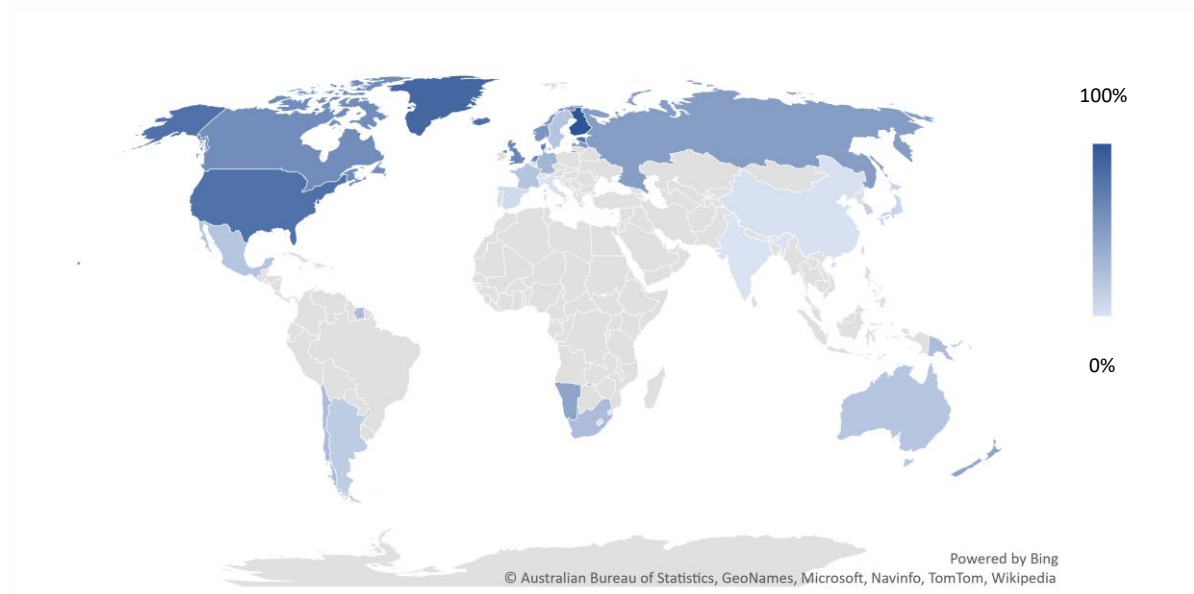 100%
0%
Powered by Bing
© Australian Bureau of Statistics, GeoNames, Microsoft, Navinfo, TomTom, Wikipedia